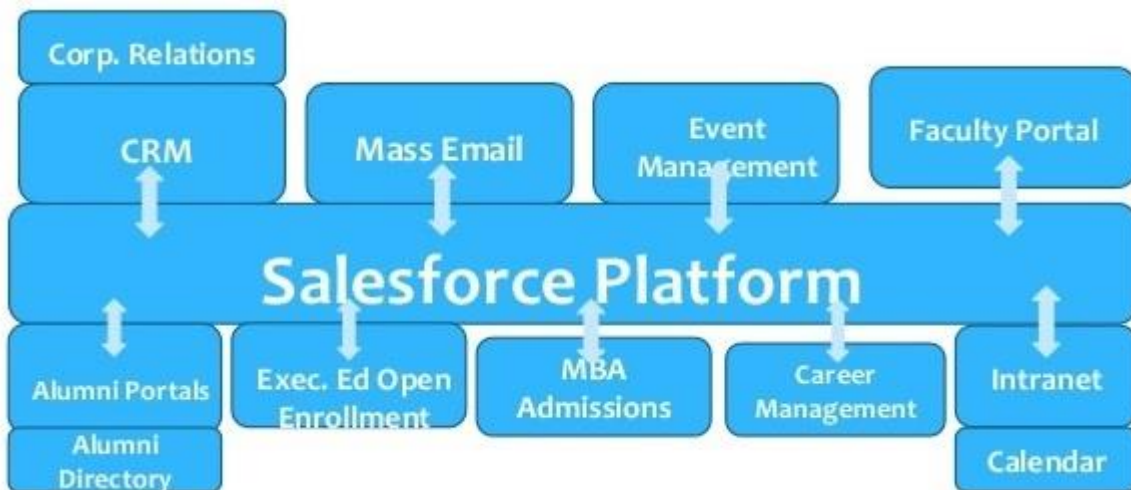 Corp. Relations
CRM
Mass Email
Event
Management
Faculty Portal
Salesforce Platform
Alumni Portals
Exec. Ed Open
Enrollment
MBA
Admissions
Career
Management
Intranet
Alumni
Directory
Calendar